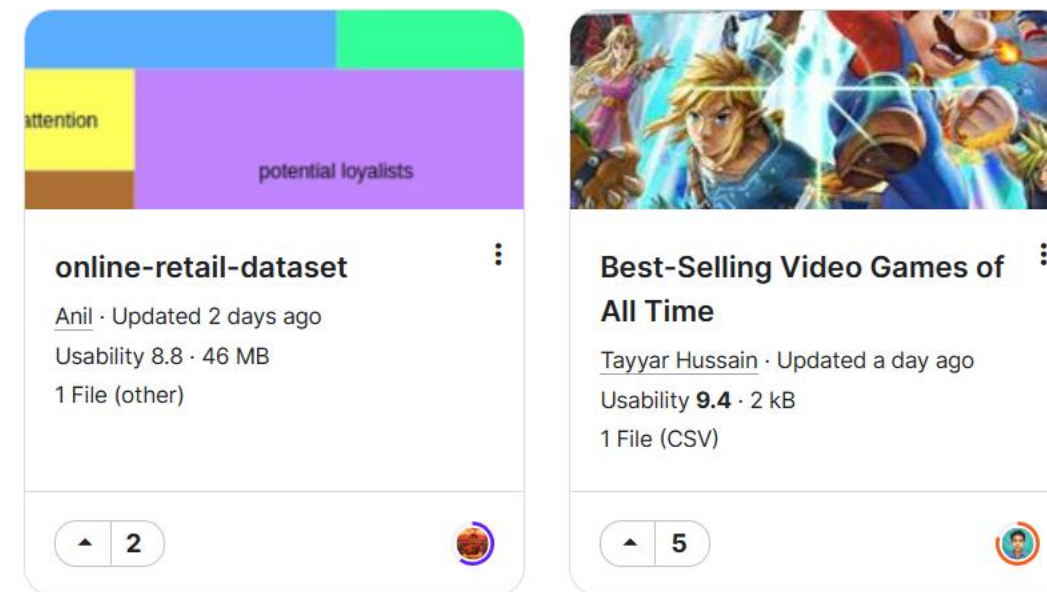 attention
potential loyalists
online-retail-dataset
Anil · Updated 2 days ago
Usability 8.8 · 46 MB
1 File (other)
2
Best-Selling Video Games of
All Time
Tayyar Hussain · Updated a day ago
Usability 9.4 · 2 kB
1 File (CSV)
5